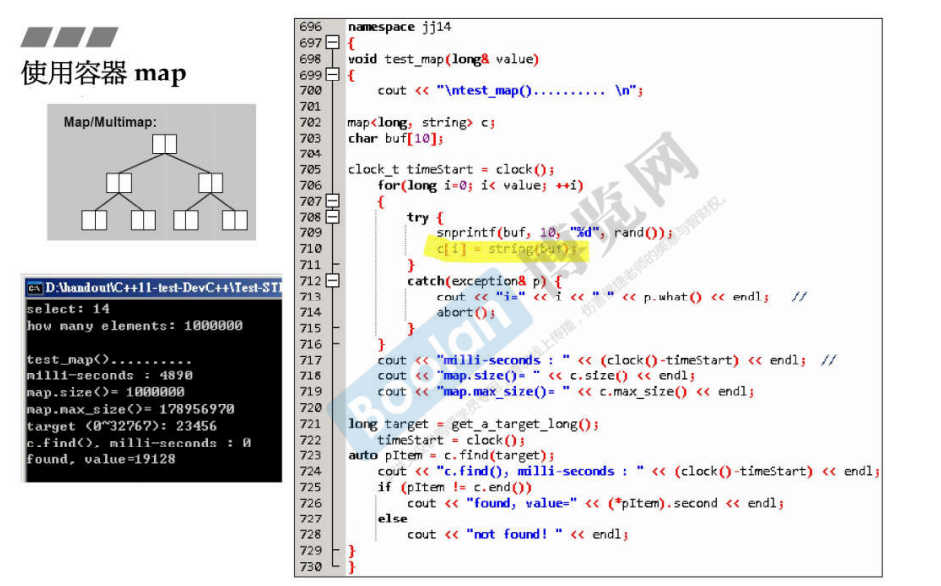 使用容器 map
Map/Multimap:
D:\handout\C++11-test-DevC++\Test-STL
select: 14
how many elements: 1000000
test_map()..........
milli-seconds : 4890
map.size()= 1000000
map.max_size()= 178956970
target (0~32767): 23456
c.find(), milli-seconds : 0
found, value=19128
696 namespace jj14
697 {
698 void test_map(long& value)
699 {
700 cout << "\ntest_map().......... \n";
701
702 map<long, string> c;
703 char buf[10];
704
705 clock_t timeStart = clock();
706 for(long i=0; i< value; ++i)
707 {
708 try {
709 snprintf(buf, 10, "%d", rand());
710 c[i] = string(buf);
711 }
712 catch(exception& p) {
713 cout << "i=" << i << " " << p.what() << endl; //
714 abort();
715 }
716 }
717 cout << "milli-seconds : " << (clock()-timeStart) << endl; //
718 cout << "map.size()= " << c.size() << endl;
719 cout << "map.max_size()= " << c.max_size() << endl;
720
721 long target = get_a_target_long();
722 timeStart = clock();
723 auto pItem = c.find(target);
724 cout << "c.find(), milli-seconds : " << (clock()-timeStart) << endl;
725 if (pItem != c.end())
726 cout << "found, value=" << (*pItem).second << endl;
727 else
728 cout << "not found! " << endl;
729 }
730 }
Boolan 博览网